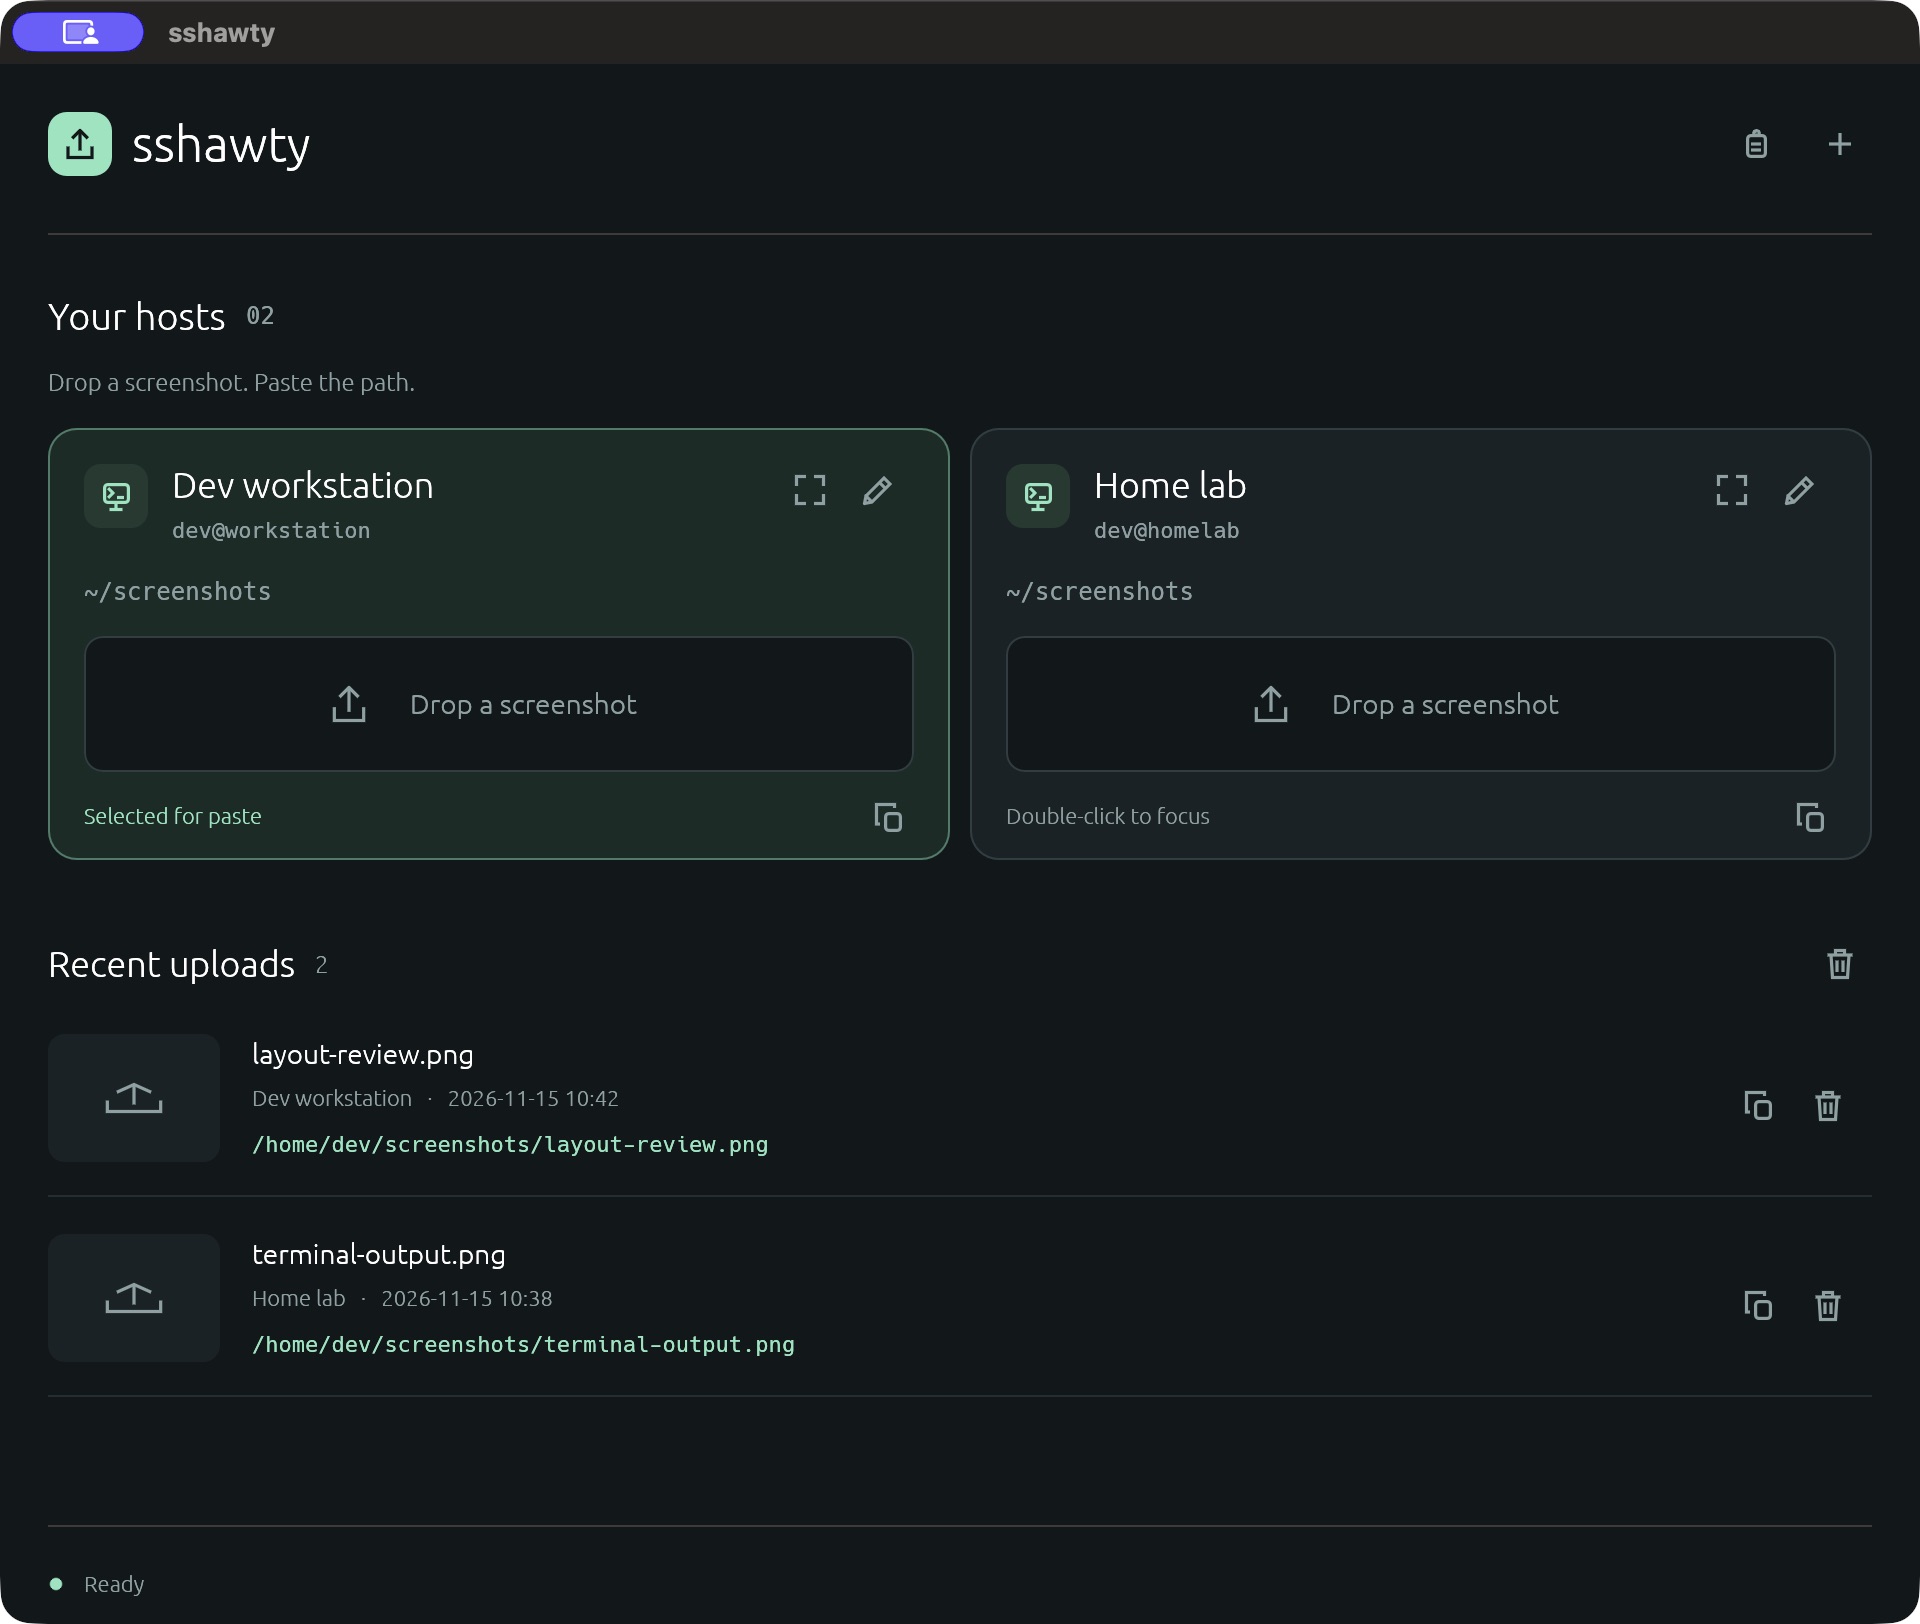 sshawty
sshawty
Your hosts 02
Drop a screenshot. Paste the path.
Dev workstation
dev@workstation
~/screenshots
Drop a screenshot
Selected for paste
Home lab
dev@homelab
~/screenshots
Drop a screenshot
Double-click to focus
Recent uploads 2
layout-review.png
Dev workstation · 2026-11-15 10:42
/home/dev/screenshots/layout-review.png
terminal-output.png
Home lab · 2026-11-15 10:38
/home/dev/screenshots/terminal-output.png
Ready